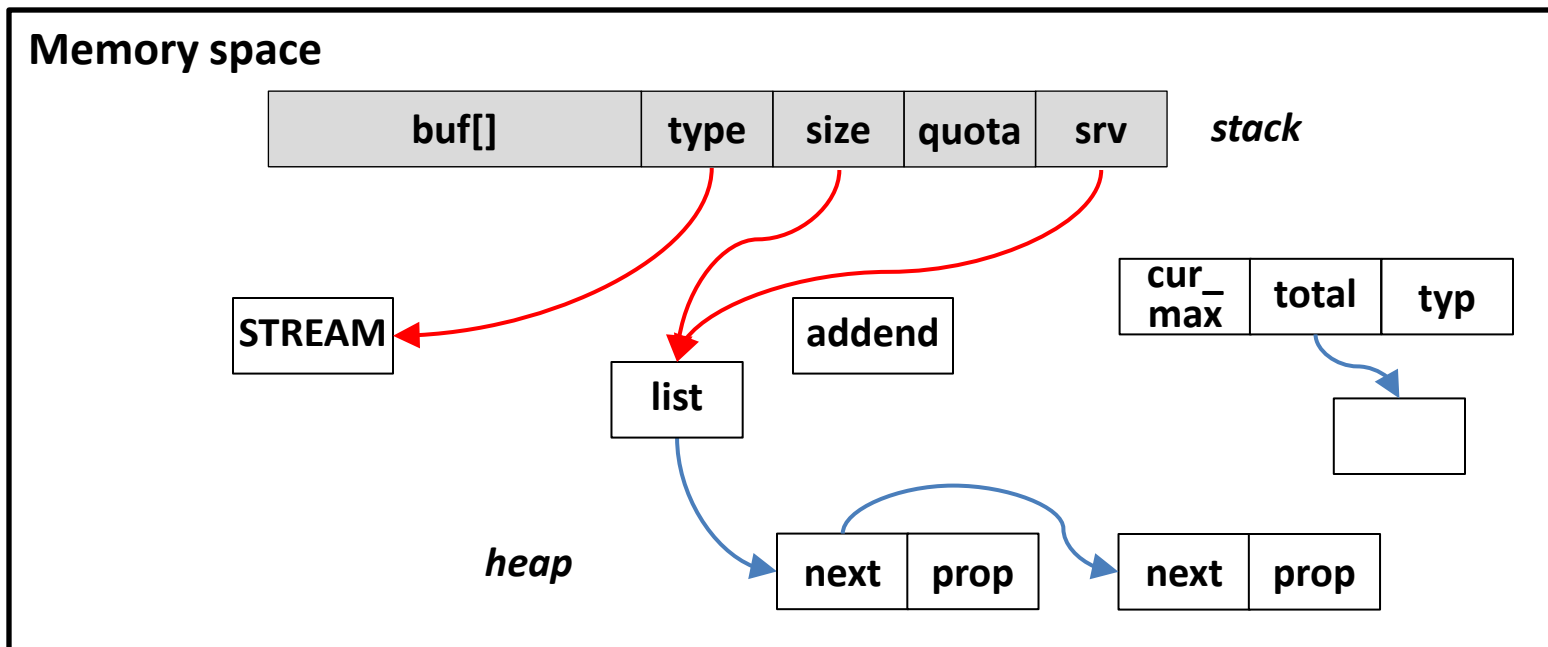 Memory space
buf[] type size quota srv stack
cur_
max total typ
STREAM addend
list
heap next prop next prop